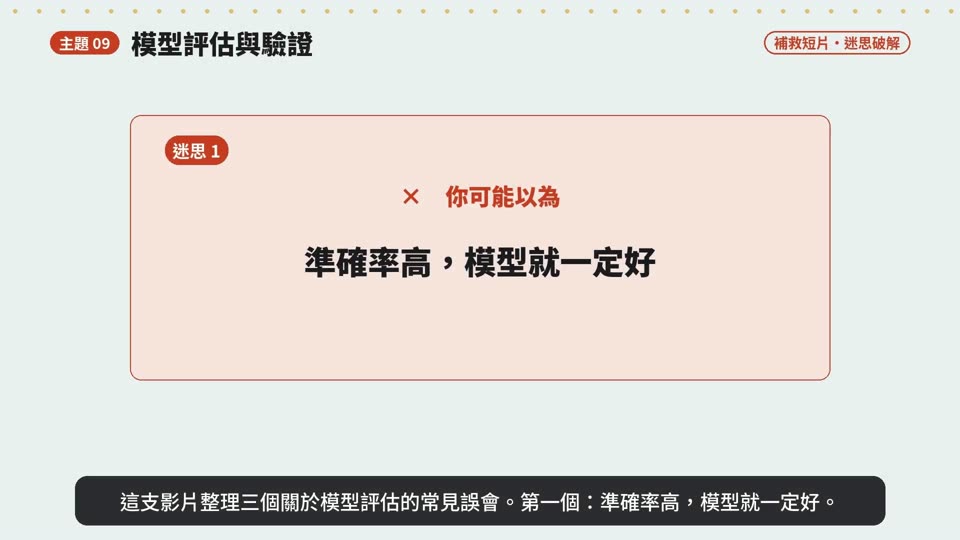 主題 09 模型評估與驗證
補救短片・迷思破解
迷思 1
✕ 你可能以為
準確率高，模型就一定好
這支影片整理三個關於模型評估的常見誤會。第一個：準確率高，模型就一定好。